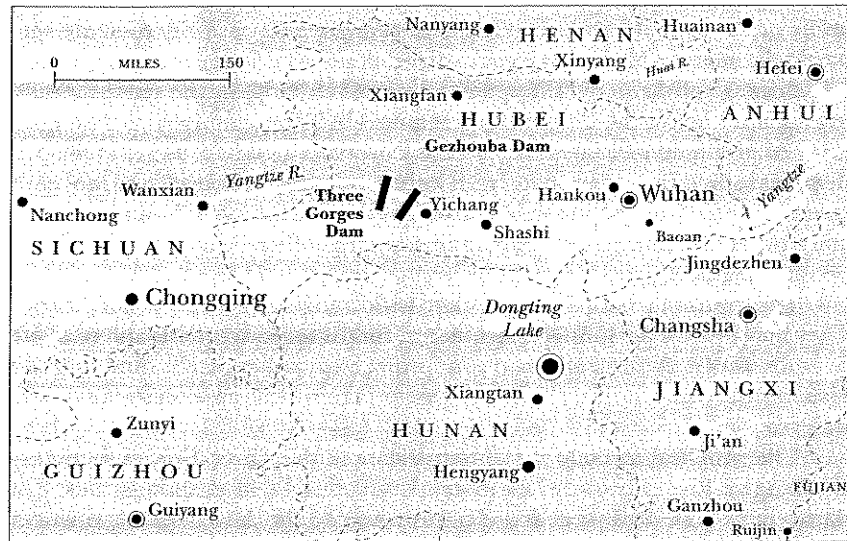 Nanyang
HENAN
Huainan
0 MILES 150
Xinyang
Huai R.
Hefei
Xiangfan
HUBEI
ANHUI
Gezhouba Dam
Wanxian
Yangtze R.
Three
Gorges
Dam
Yichang
Hankou
Wuhan
Yangtze
Nanchong
Shashi
Baoan
SICHUAN
Jingdezhen
Chongqing
Dongting
Lake
Changsha
Xiangtan
JIANGXI
Zunyi
HUNAN
Ji'an
GUIZHOU
Hengyang
FUJIAN
Guiyang
Ganzhou
Ruijin